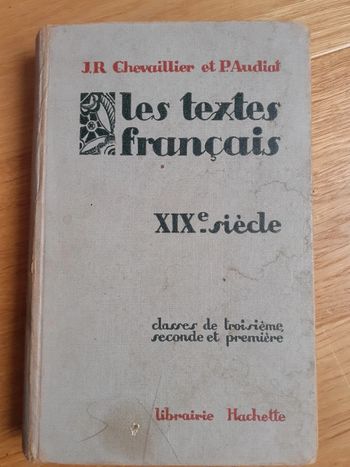 J.R Chevaillier et P. Audiat
les textes
français
XIXe siècle
classes de troisième,
seconde et première
librairie Hachette